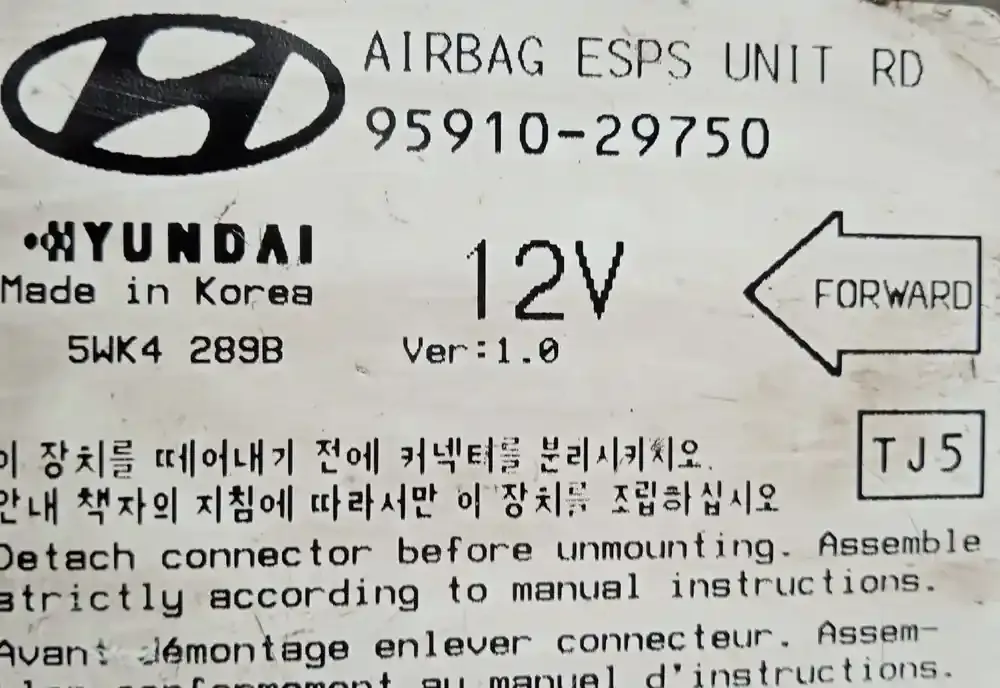 AIRBAG ESPS UNIT RD
95910-29750
HYUNDAI
Made in Korea
12V
FORWARD
5WK4 289B
Ver:1.0
TJ5
이 장치를 떼어내기 전에 커넥터를 분리시키지오.
안내 책자의 지침에 따라서만 이 장치를 조립하십시오
Detach connector before unmounting. Assemble
strictly according to manual instructions.
Avant démontage enlever connecteur. Assem-
au manuel d'instructions.